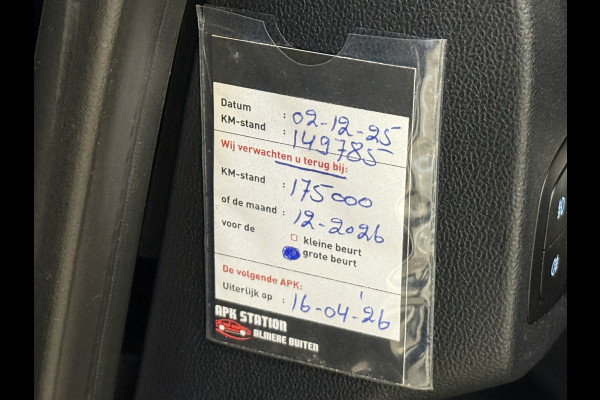 Datum : 02-12-25
KM-stand : 149785
Wij verwachten u terug bij:
KM-stand : 175000
of de maand : 12-2026
voor de kleine beurt
grote beurt
De volgende APK:
Uiterlijk op : 16-04-'26
APK STATION
ALMERE BUITEN